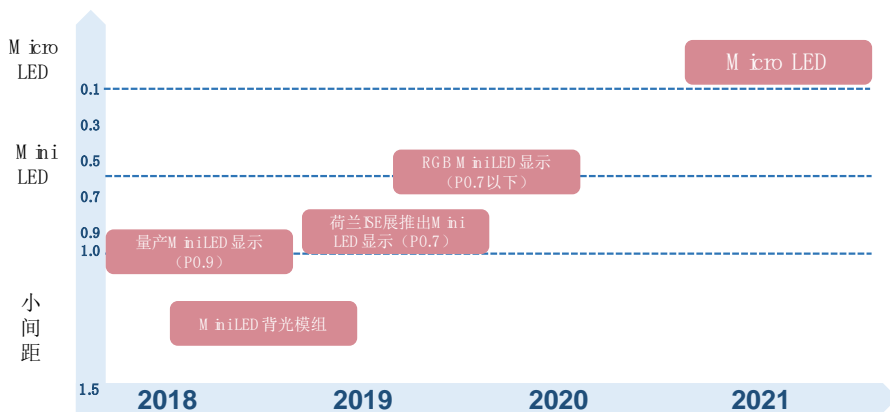 Micro
LED
Micro LED
0.1
0.3
Mini
LED
0.5
RGB MiniLED显示
（P0.7以下）
0.7
荷兰ISE展推出Mini
LED显示（P0.7）
0.9
1.0
量产MiniLED显示
（P0.9）
小
间
距
MiniLED背光模组
1.5
2018
2019
2020
2021